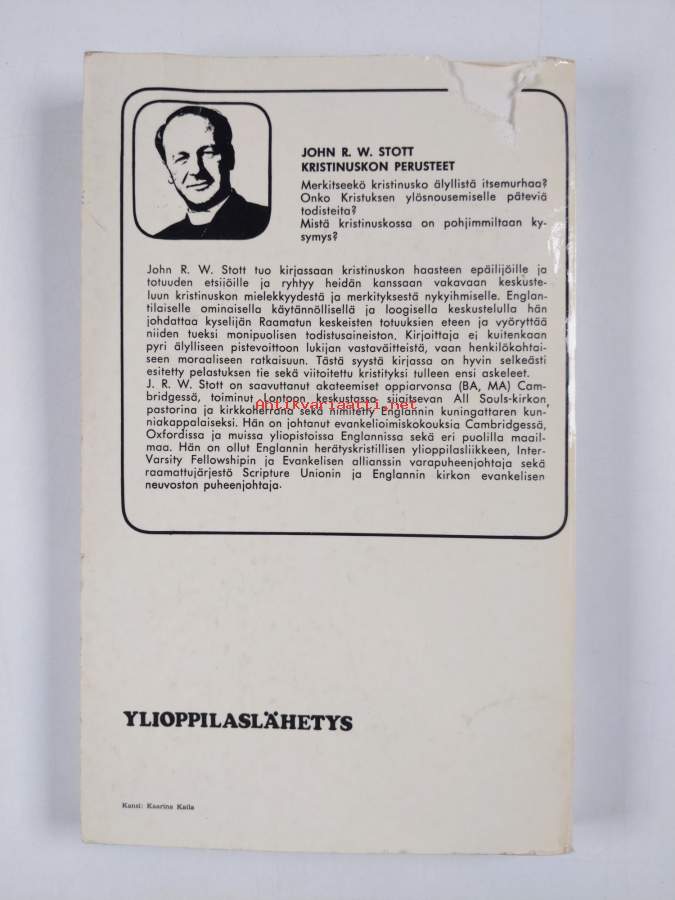 JOHN R. W. STOTT
KRISTINUSKON PERUSTEET
Merkitseekö kristinusko älyllistä itsemurhaa?
Onko Kristuksen ylösnousemiselle päteviä
todisteita?
Mistä kristinuskossa on pohjimmiltaan ky-
symys?
John R. W. Stott tuo kirjassaan kristinuskon haasteen epäilijöille ja
totuuden etsijöille ja ryhtyy heidän kanssaan vakavaan keskuste-
luun kristinuskon mielekkyydestä ja merkityksestä nykyihmiselle. Englan-
tilaiselle ominaisella käytännöllisellä ja loogisella keskustelulla hän
johdattaa kyselijän Raamatun keskeisten totuuksien eteen ja vyöryttää
niiden tueksi monipuolisen todistusaineiston. Kirjoittaja ei kuitenkaan
pyri älylliseen pistevoittoon lukijan vastaväitteistä, vaan henkilökohtai-
seen moraaliseen ratkaisuun. Tästä syystä kirjassa on hyvin selkeästi
esitetty pelastuksen tie sekä viitoitettu kristityksi tulleen ensi askeleet.
J. R. W. Stott on saavuttanut akateemiset oppiarvonsa (BA, MA) Cam-
bridgessä, toiminut Lontoon keskustassa sijaitsevan All Souls-kirkon
pastorina ja kirkkoherrana sekä nimitetty Englannin kuningattaren kun-
niakappalaiseksi. Hän on johtanut evankelioimiskokouksia Cambridgessä,
Oxfordissa ja muissa yliopistoissa Englannissa sekä eri puolilla maail-
maa. Hän on ollut Englannin herätyskristillisen ylioppilasliikkeen, Inter-
Varsity Fellowshipin ja Evankelisen allianssin varapuheenjohtaja sekä
raamattujärjestö Scripture Unionin ja Englannin kirkon evankelisen
neuvoston puheenjohtaja.
Antikvariaatti.net
YLIOPPILASLÄHETYS
Kansi: Kaarina Kaila